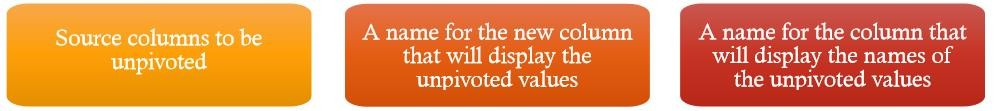 Source columns to be
unpivoted
A name for the new column
that will display the
unpivoted values
A name for the column that
will display the names of
the unpivoted values